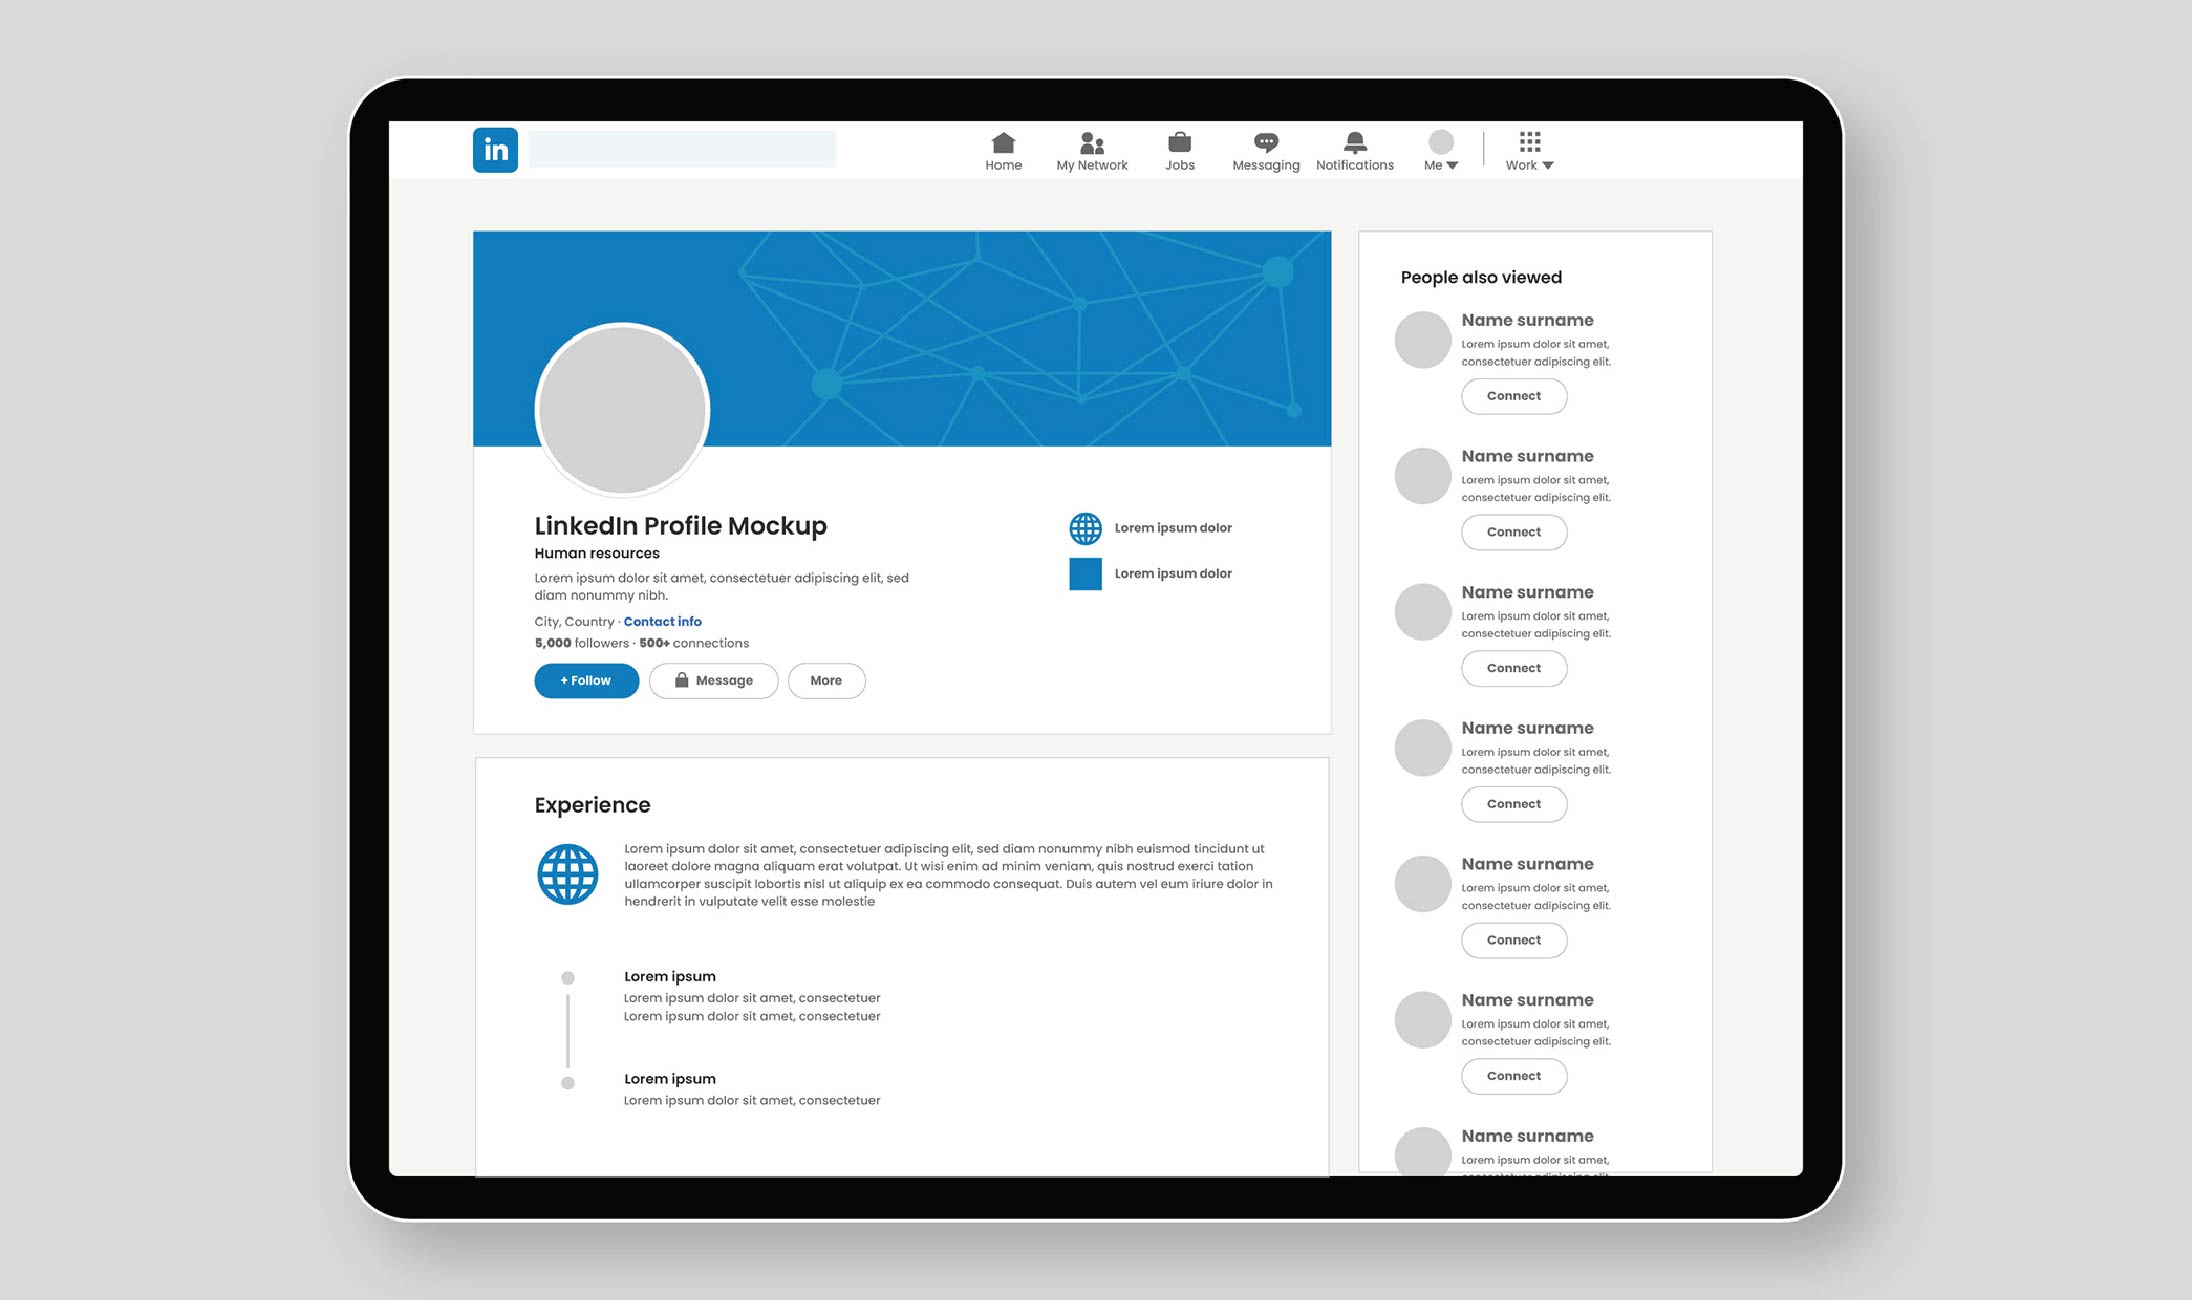 in
Home
My Network
Jobs
Messaging
Notifications
Me
Work
LinkedIn Profile Mockup
Human resources
Lorem ipsum dolor sit amet, consectetuer adipiscing elit, sed
diam nonummy nibh.
City, Country · Contact info
5,000 followers · 500+ connections
+ Follow
Message
More
Lorem ipsum dolor
Lorem ipsum dolor
Experience
Lorem ipsum dolor sit amet, consectetuer adipiscing elit, sed diam nonummy nibh euismod tincidunt ut
laoreet dolore magna aliquam erat volutpat. Ut wisi enim ad minim veniam, quis nostrud exerci tation
ullamcorper suscipit lobortis nisl ut aliquip ex ea commodo consequat. Duis autem vel eum iriure dolor in
hendrerit in vulputate velit esse molestie
Lorem ipsum
Lorem ipsum dolor sit amet, consectetuer
Lorem ipsum dolor sit amet, consectetuer
Lorem ipsum
Lorem ipsum dolor sit amet, consectetuer
People also viewed
Name surname
Lorem ipsum dolor sit amet,
consectetuer adipiscing elit.
Connect
Name surname
Lorem ipsum dolor sit amet,
consectetuer adipiscing elit.
Connect
Name surname
Lorem ipsum dolor sit amet,
consectetuer adipiscing elit.
Connect
Name surname
Lorem ipsum dolor sit amet,
consectetuer adipiscing elit.
Connect
Name surname
Lorem ipsum dolor sit amet,
consectetuer adipiscing elit.
Connect
Name surname
Lorem ipsum dolor sit amet,
consectetuer adipiscing elit.
Connect
Name surname
Lorem ipsum dolor sit amet,